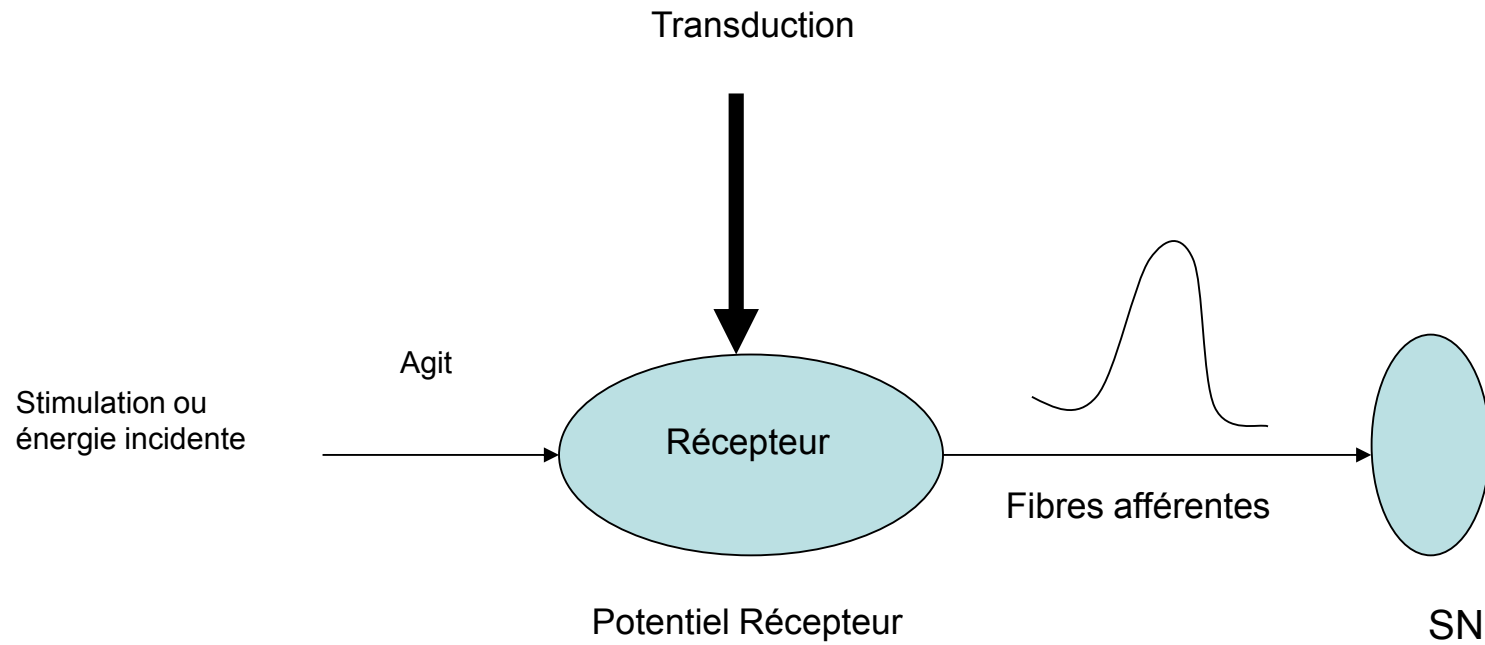 Transduction
Agit
Stimulation ou
énergie incidente
Récepteur
Fibres afférentes
Potentiel Récepteur
SN